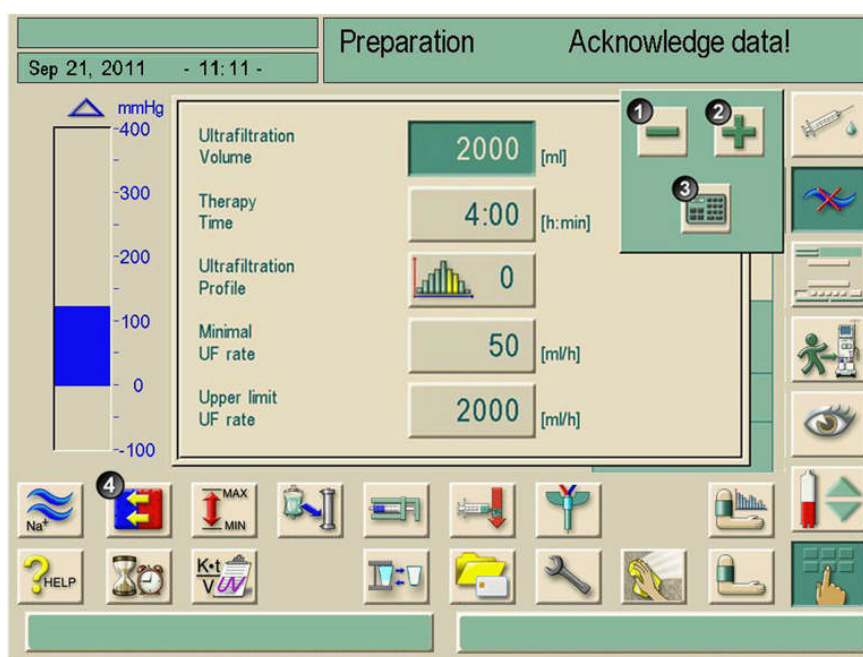 Preparation Acknowledge data!
Sep 21, 2011 - 11:11 -
mmHg
400
300
200
100
0
-100
Ultrafiltration
Volume
2000 [ml]
Therapy
Time
4:00 [h:min]
Ultrafiltration
Profile
0
Minimal
UF rate
50 [ml/h]
Upper limit
UF rate
2000 [ml/h]
1
2
3
4
Na+
MAX
MIN
?HELP
K•t
V
UV